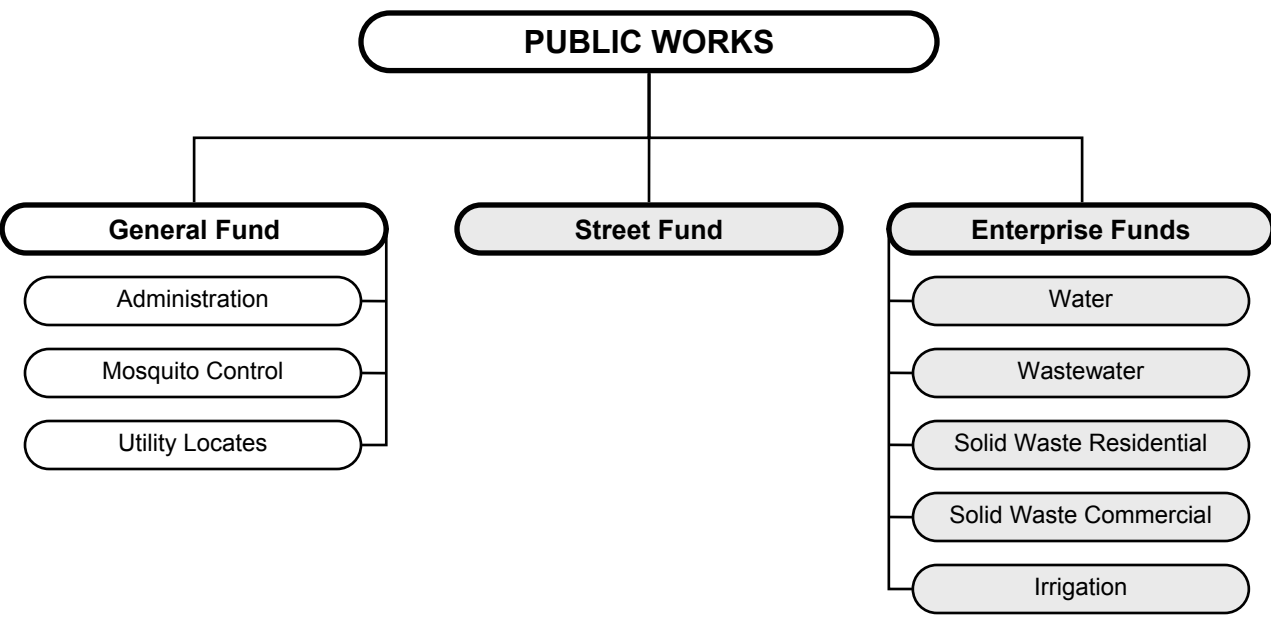 PUBLIC WORKS
General Fund
Administration
Mosquito Control
Utility Locates
Street Fund
Enterprise Funds
Water
Wastewater
Solid Waste Residential
Solid Waste Commercial
Irrigation